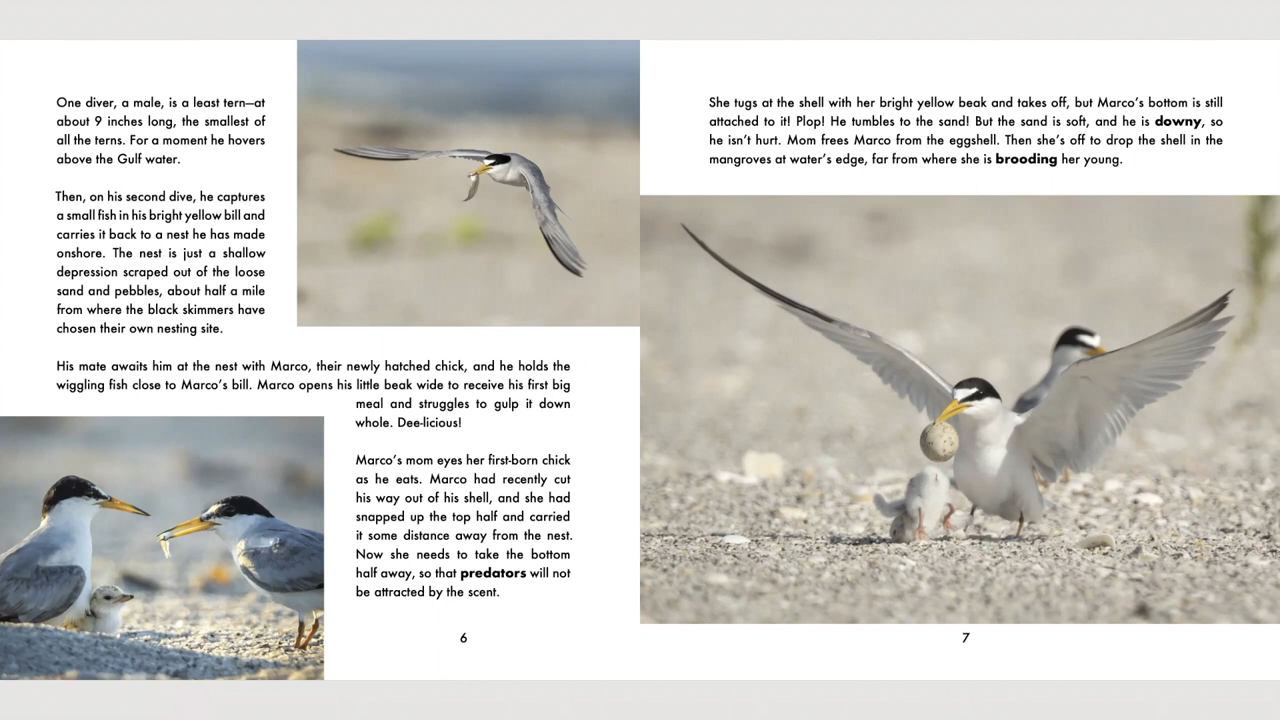 One diver, a male, is a least tern—at
about 9 inches long, the smallest of
all the terns. For a moment he hovers
above the Gulf water.
Then, on his second dive, he captures
a small fish in his bright yellow bill and
carries it back to a nest he has made
onshore. The nest is just a shallow
depression scraped out of the loose
sand and pebbles, about half a mile
from where the black skimmers have
chosen their own nesting site.
His mate awaits him at the nest with Marco, their newly hatched chick, and he holds the
wiggling fish close to Marco's bill. Marco opens his little beak wide to receive his first big
meal and struggles to gulp it down
whole. Dee-licious!
Marco's mom eyes her first-born chick
as he eats. Marco had recently cut
his way out of his shell, and she had
snapped up the top half and carried
it some distance away from the nest.
Now she needs to take the bottom
half away, so that predators will not
be attracted by the scent.
6
She tugs at the shell with her bright yellow beak and takes off, but Marco's bottom is still
attached to it! Plop! He tumbles to the sand! But the sand is soft, and he is downy, so
he isn't hurt. Mom frees Marco from the eggshell. Then she's off to drop the shell in the
mangroves at water's edge, far from where she is brooding her young.
7